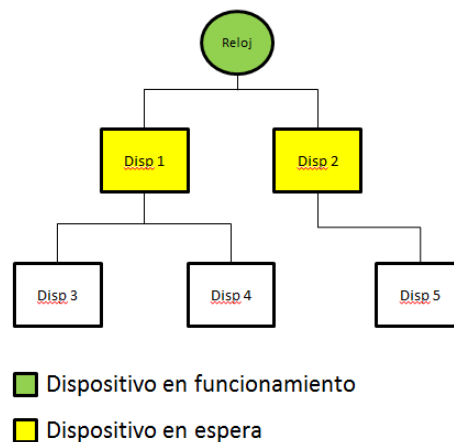 Reloj
Disp 1
Disp 2
Disp 3
Disp 4
Disp 5
Dispositivo en funcionamiento
Dispositivo en espera